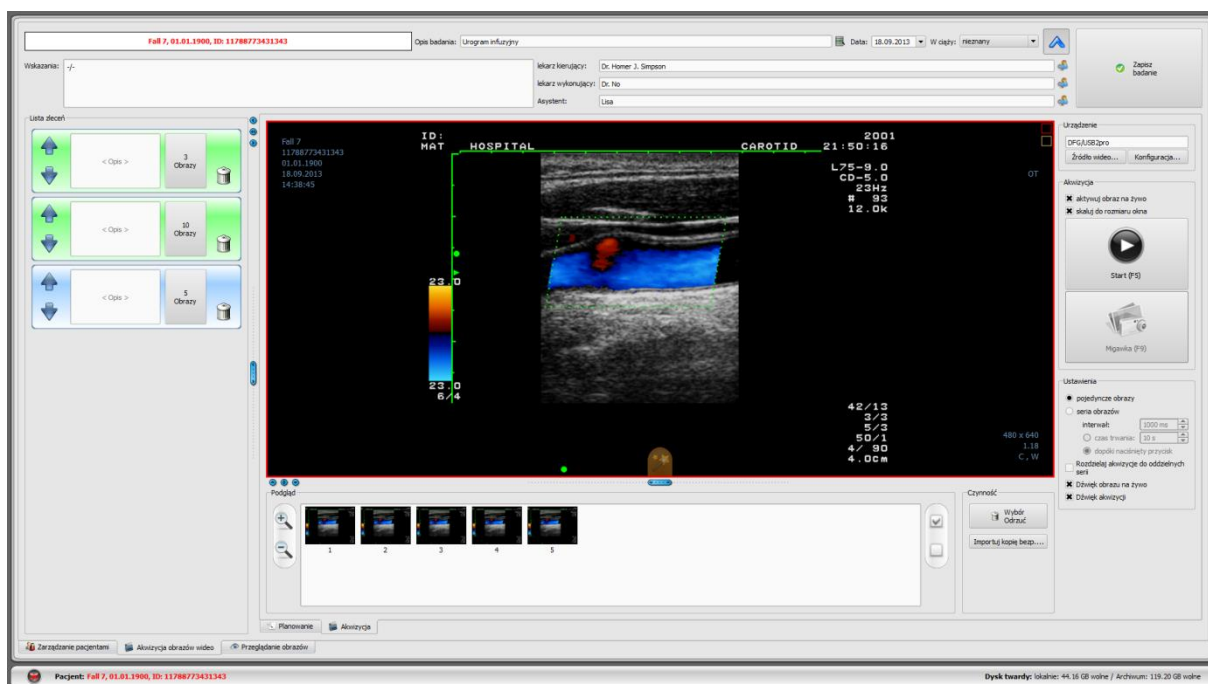 Fall 7, 01.01.1900, ID: 11788773431343
Opis badania: Urogram infuzyjny
Data: 18.09.2013
W ciąży: nieznany
Zapisz badanie
Wskazania: -/-
lekarz kierujący: Dr. Homer J. Simpson
lekarz wykonujący: Dr. No
Asystent: Lisa
Lista zleceń
< Opis >
3
Obrazy
< Opis >
10
Obrazy
< Opis >
5
Obrazy
Fall 7
11788773431343
01.01.1900
18.09.2013
14:38:45
ID: 2001
MAT HOSPITAL CAROTID 21:50:16
L75-9.0
CD-5.0
23Hz
# 93
12.0k
OT
23.0
23.0
6/4
42/13
3/3
5/3
50/1
4/ 90
4.0cm
480 x 640
1.18
C , W
Urządzenie
DFG/USB2pro
Źródło wideo... Konfiguracja...
Akwizycja
aktywuj obraz na żywo
skaluj do rozmiaru okna
Start (F5)
Migawka (F9)
Ustawienia
pojedyncze obrazy
seria obrazów
interwał: 1000 ms
czas trwania: 10 s
dopóki naciśnięty przycisk
Rozdzielaj akwizycje do oddzielnych
serii
Dźwięk obrazu na żywo
Dźwięk akwizycji
Podgląd
1 2 3 4 5
Czynność
Wybór
Odrzuć
Importuj kopię bezp....
Planowanie Akwizycja
Zarządzanie pacjentami Akwizycja obrazów wideo Przeglądanie obrazów
Pacjent: Fall 7, 01.01.1900, ID: 11788773431343
Dysk twardy: lokalnie: 44.16 GB wolne / Archiwum: 119.20 GB wolne